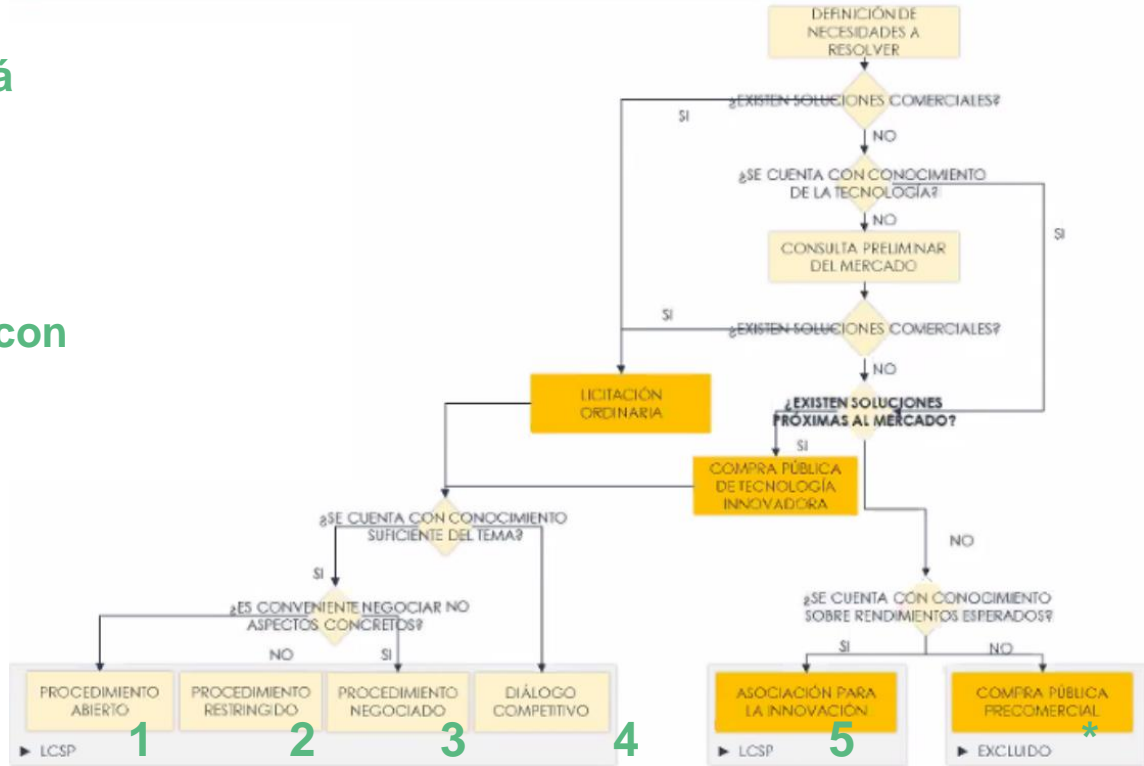 á
con
DEFINICIÓN DE
NECESIDADES A
RESOLVER
¿EXISTEN SOLUCIONES COMERCIALES?
SI
NO
¿SE CUENTA CON CONOCIMIENTO
DE LA TECNOLOGÍA?
NO
SI
CONSULTA PRELIMINAR
DEL MERCADO
SI
¿EXISTEN SOLUCIONES COMERCIALES?
NO
LICITACIÓN
ORDINARIA
¿EXISTEN SOLUCIONES
PRÓXIMAS AL MERCADO?
SI
COMPRA PÚBLICA
DE TECNOLOGÍA
INNOVADORA
¿SE CUENTA CON CONOCIMIENTO
SUFICIENTE DEL TEMA?
NO
SI
¿ES CONVENIENTE NEGOCIAR NO
ASPECTOS CONCRETOS?
NO
SI
¿SE CUENTA CON CONOCIMIENTO
SOBRE RENDIMIENTOS ESPERADOS?
SI
NO
PROCEDIMIENTO
ABIERTO
1
PROCEDIMIENTO
RESTRINGIDO
2
PROCEDIMIENTO
NEGOCIADO
3
DIÁLOGO
COMPETITIVO
4
► LCSP
ASOCIACIÓN PARA
LA INNOVACIÓN
5
► LCSP
COMPRA PÚBLICA
PRECOMERCIAL
*
► EXCLUIDO